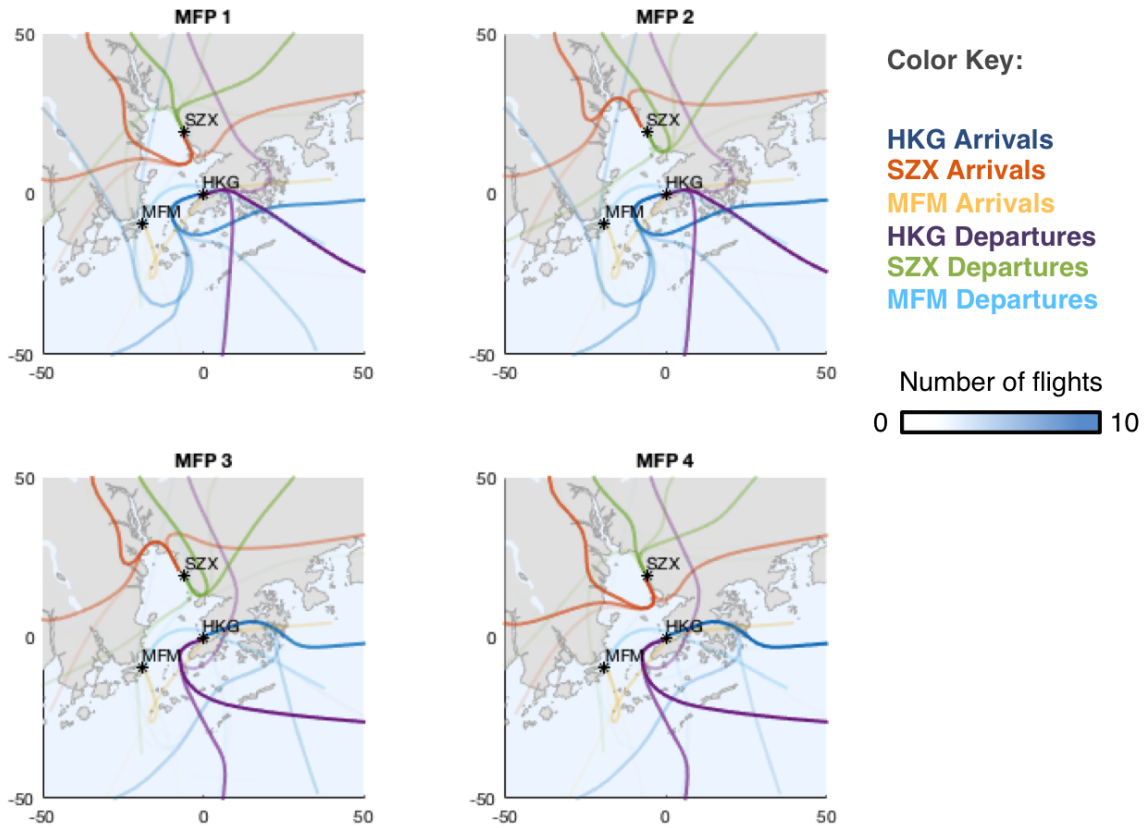 MFP 1
50
0
-50
-50
0
50
SZX
HKG
MFM
MFP 2
50
0
-50
-50
0
50
SZX
HKG
MFM
Color Key:
HKG Arrivals
SZX Arrivals
MFM Arrivals
HKG Departures
SZX Departures
MFM Departures
Number of flights
0 10
MFP 3
50
0
-50
-50
0
50
SZX
HKG
MFM
MFP 4
50
0
-50
-50
0
50
SZX
HKG
MFM